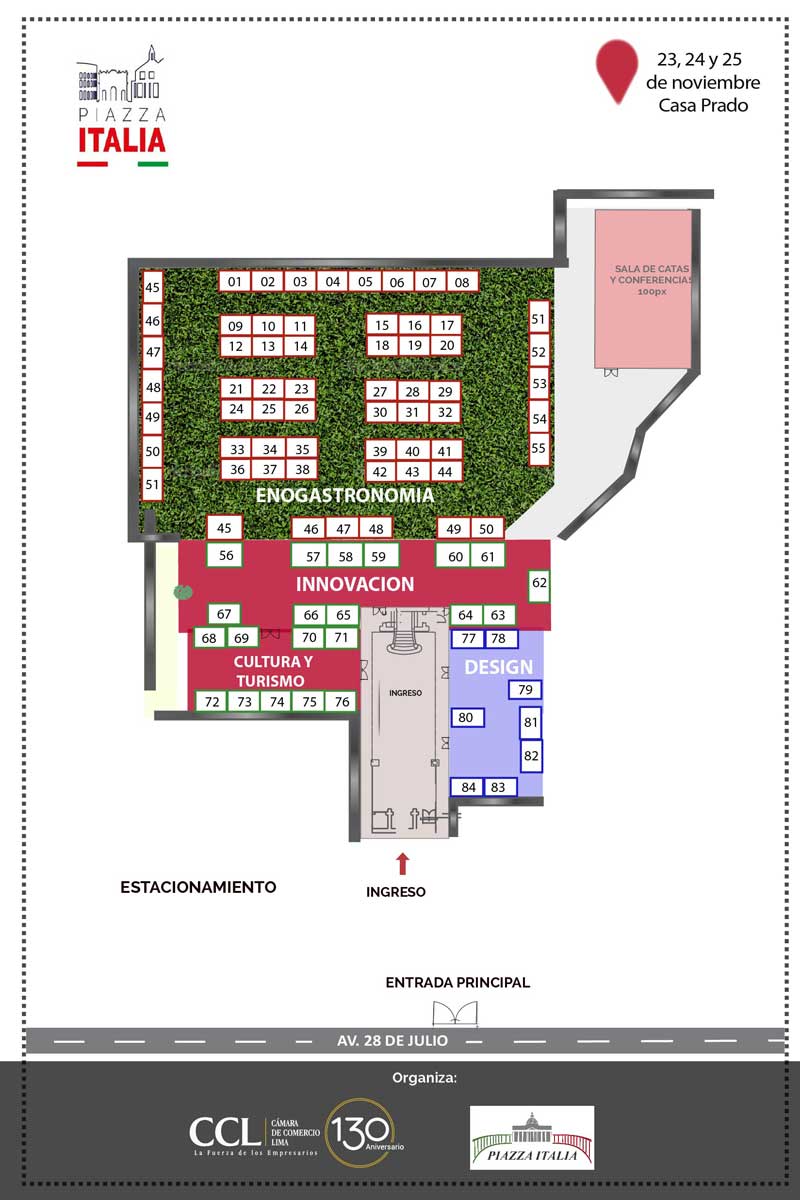 PIAZZA
ITALIA
23, 24 y 25
de noviembre
Casa Prado
SALA DE CATAS
Y CONFERENCIAS
100px
01 02 03 04 05 06 07 08
45
46
47
48
49
50
51
09 10 11
12 13 14
15 16 17
18 19 20
21 22 23
24 25 26
27 28 29
30 31 32
33 34 35
36 37 38
39 40 41
42 43 44
51
52
53
54
55
ENOGASTRONOMIA
45 46 47 48 49 50
56 57 58 59 60 61
INNOVACION
62
67 66 65 64 63
68 69 70 71 77 78
CULTURA Y
TURISMO
DESIGN
INGRESO
79
72 73 74 75 76
80
81
82
84 83
ESTACIONAMIENTO
INGRESO
ENTRADA PRINCIPAL
AV. 28 DE JULIO
Organiza:
CCL
CÁMARA
DE COMERCIO
LIMA
La Fuerza de los Empresarios
130
Aniversario
PIAZZA ITALIA